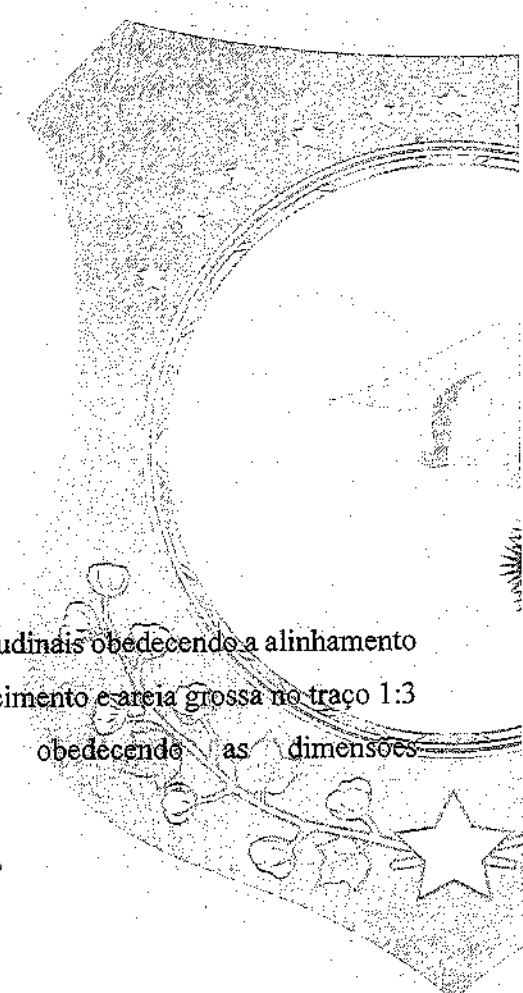 udinais obedecendo a alinhamento
cimento e areia grossa no traço 1:3
obedecendo as dimensões